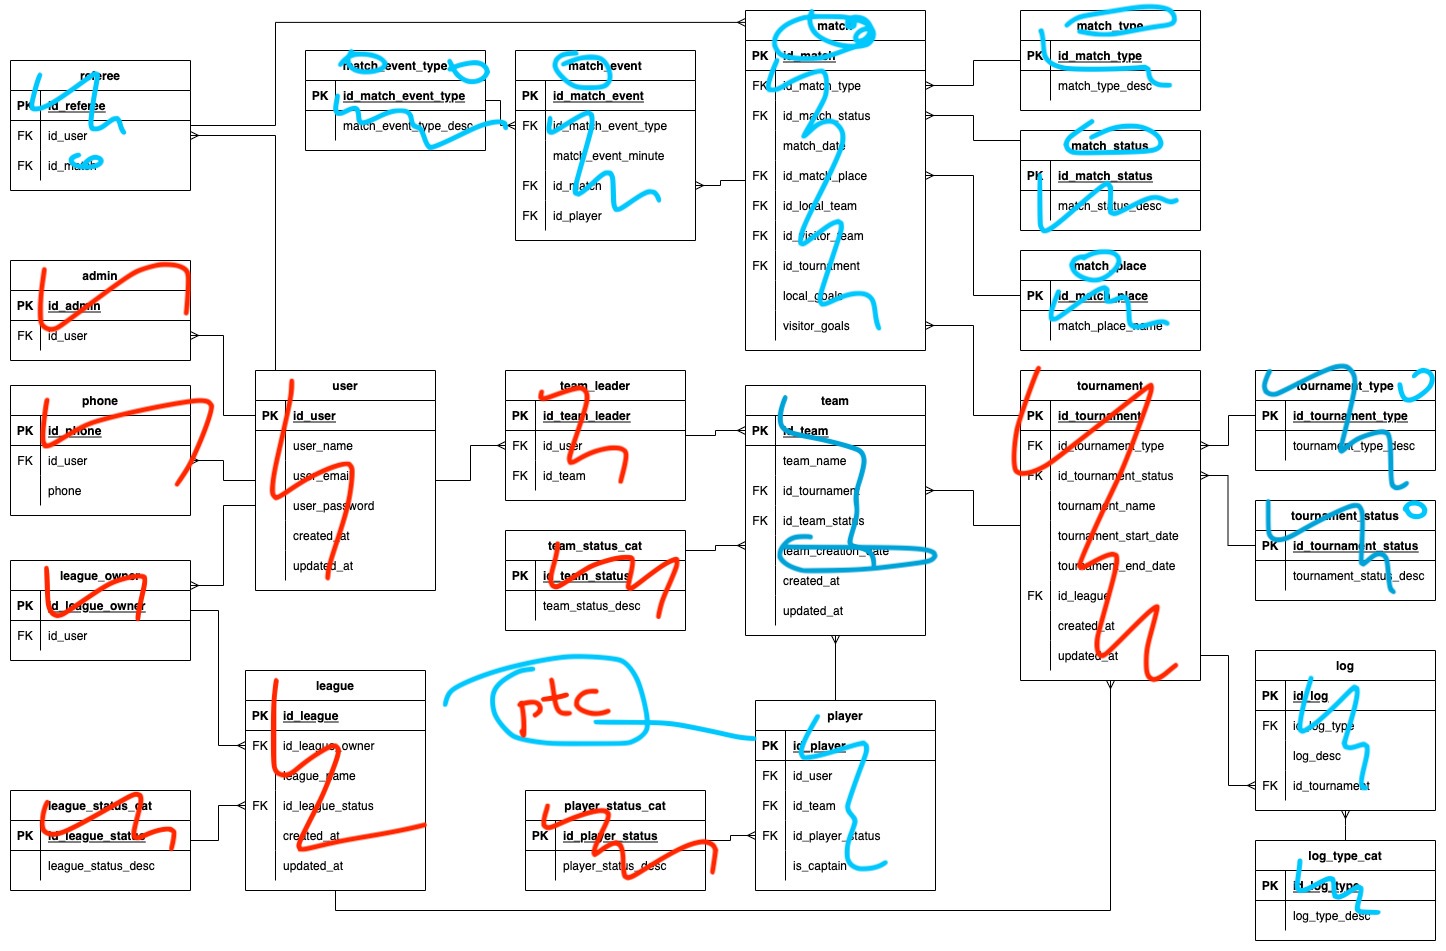 referee
PK id_referee
FK id_user
FK id_match
match_event_type
PK id_match_event_type
match_event_type_desc
match_event
PK id_match_event
FK id_match_event_type
match_event_minute
FK id_match
FK id_player
match
PK id_match
FK id_match_type
FK id_match_status
match_date
FK id_match_place
FK id_local_team
FK id_visitor_team
FK id_tournament
local_goals
visitor_goals
match_type
PK id_match_type
match_type_desc
match_status
PK id_match_status
match_status_desc
match_place
PK id_match_place
match_place_name
admin
PK id_admin
FK id_user
phone
PK id_phone
FK id_user
phone
user
PK id_user
user_name
user_email
user_password
created_at
updated_at
team_leader
PK id_team_leader
FK id_user
FK id_team
team
PK id_team
team_name
FK id_tournament
FK id_team_status
team_creation_date
created_at
updated_at
tournament
PK id_tournament
FK id_tournament_type
FK id_tournament_status
tournament_name
tournament_start_date
tournament_end_date
FK id_league
created_at
updated_at
tournament_type
PK id_tournament_type
tournament_type_desc
tournament_status
PK id_tournament_status
tournament_status_desc
team_status_cat
PK id_team_status
team_status_desc
league_owner
PK id_league_owner
FK id_user
league
PK id_league
FK id_league_owner
league_name
FK id_league_status
created_at
updated_at
ptc
player
PK id_player
FK id_user
FK id_team
FK id_player_status
is_captain
log
PK id_log
FK id_log_type
log_desc
FK id_tournament
league_status_cat
PK id_league_status
league_status_desc
player_status_cat
PK id_player_status
player_status_desc
log_type_cat
PK id_log_type
log_type_desc